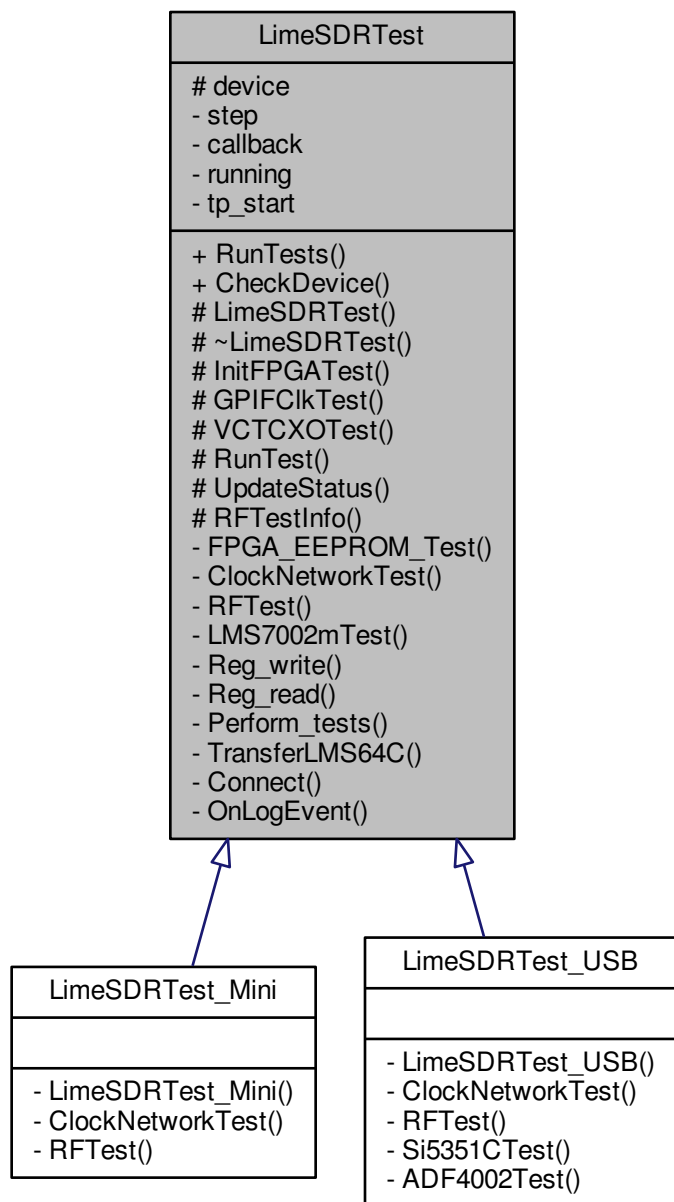 LimeSDRTest
# device
- step
- callback
- running
- tp_start
+ RunTests()
+ CheckDevice()
# LimeSDRTest()
# ~LimeSDRTest()
# InitFPGATest()
# GPIFClkTest()
# VCTCXOTest()
# RunTest()
# UpdateStatus()
# RFTestInfo()
- FPGA_EEPROM_Test()
- ClockNetworkTest()
- RFTest()
- LMS7002mTest()
- Reg_write()
- Reg_read()
- Perform_tests()
- TransferLMS64C()
- Connect()
- OnLogEvent()
LimeSDRTest_Mini
- LimeSDRTest_Mini()
- ClockNetworkTest()
- RFTest()
LimeSDRTest_USB
- LimeSDRTest_USB()
- ClockNetworkTest()
- RFTest()
- Si5351CTest()
- ADF4002Test()